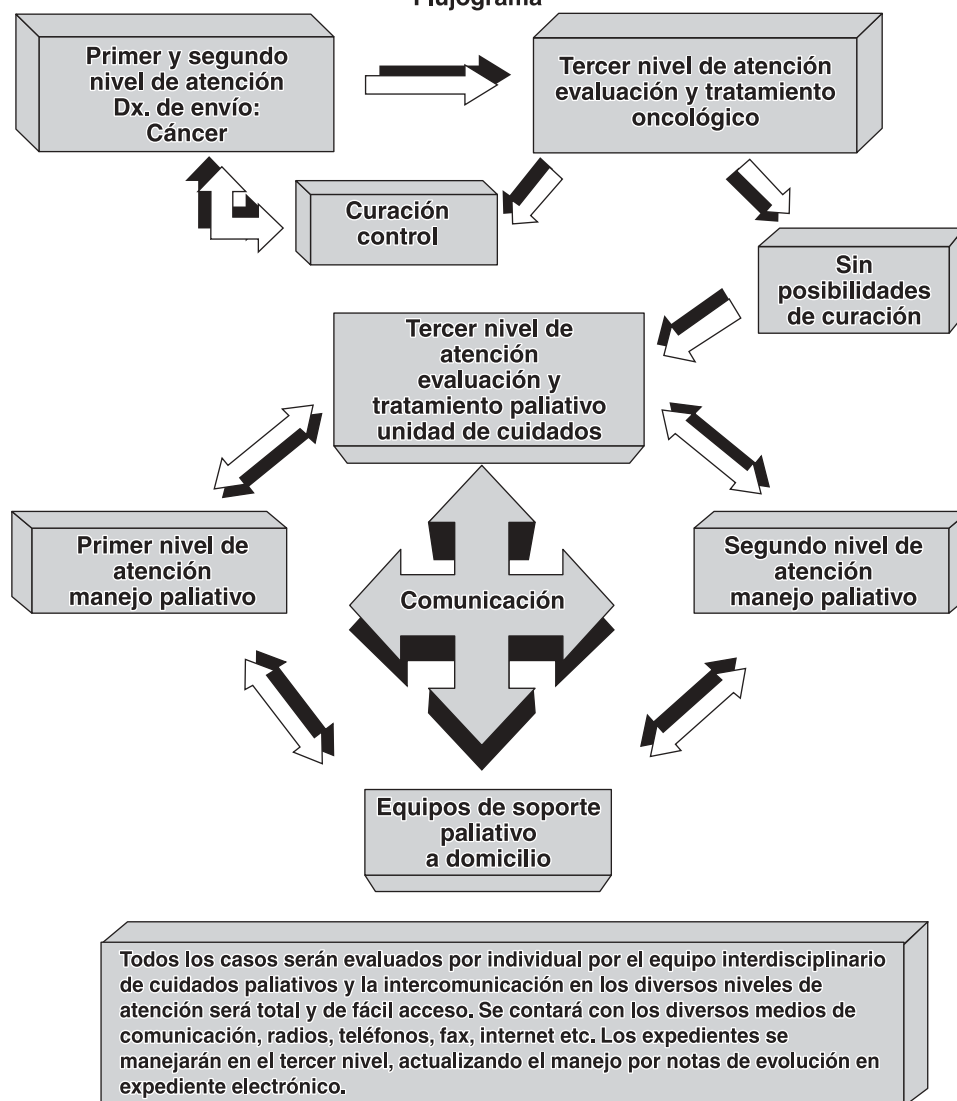 Flujograma
Primer y segundo
nivel de atención
Dx. de envío:
Cáncer
Tercer nivel de atención
evaluación y tratamiento
oncológico
Curación
control
Sin
posibilidades
de curación
Tercer nivel de
atención
evaluación y
tratamiento paliativo
unidad de cuidados
Primer nivel de
atención
manejo paliativo
Comunicación
Segundo nivel de
atención
manejo paliativo
Equipos de soporte
paliativo
a domicilio
Todos los casos serán evaluados por individual por el equipo interdisciplinario
de cuidados paliativos y la intercomunicación en los diversos niveles de
atención será total y de fácil acceso. Se contará con los diversos medios de
comunicación, radios, teléfonos, fax, internet etc. Los expedientes se
manejarán en el tercer nivel, actualizando el manejo por notas de evolución en
expediente electrónico.